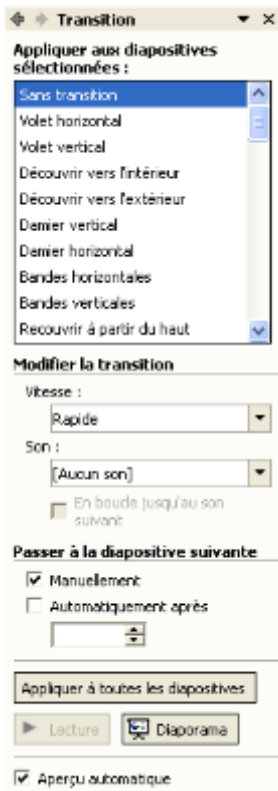 Transition
Appliquer aux diapositives
sélectionnées :
Sans transition
Volet horizontal
Volet vertical
Découvrir vers l'intérieur
Découvrir vers l'extérieur
Damier vertical
Damier horizontal
Bandes horizontales
Bandes verticales
Recouvrir à partir du haut
Modifier la transition
Vitesse :
Rapide
Son :
[Aucun son]
En boucle jusqu'au son
suivant
Passer à la diapositive suivante
Manuellement
Automatiquement après
Appliquer à toutes les diapositives
Lecture
Diaporama
Aperçu automatique